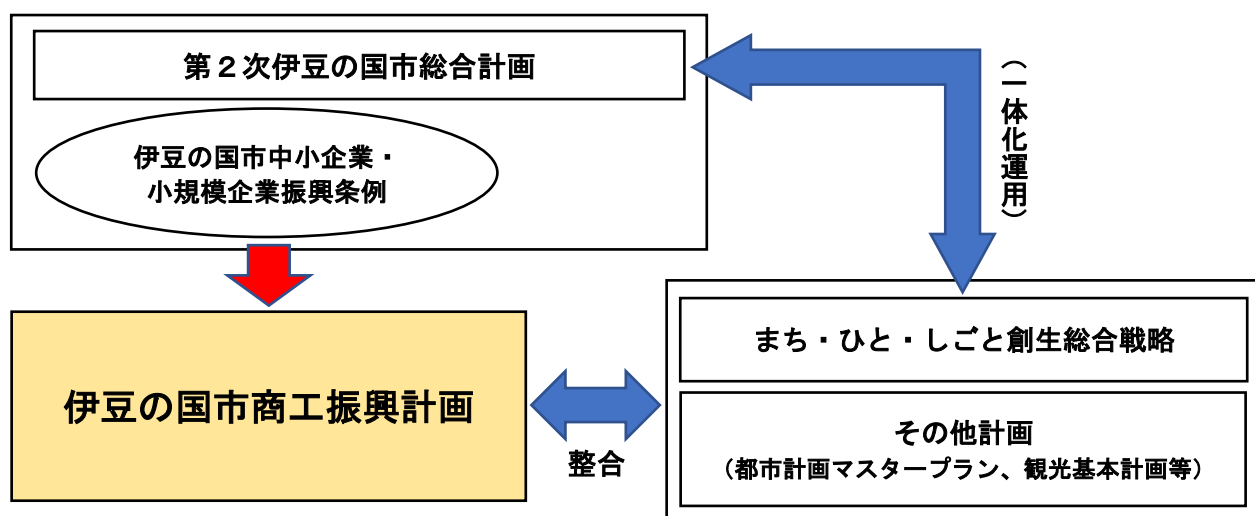 第２次伊豆の国市総合計画
伊豆の国市中小企業・
小規模企業振興条例
（一体化運用）
伊豆の国市商工振興計画
整合
まち・ひと・しごと創生総合戦略
その他計画
（都市計画マスタープラン、観光基本計画等）